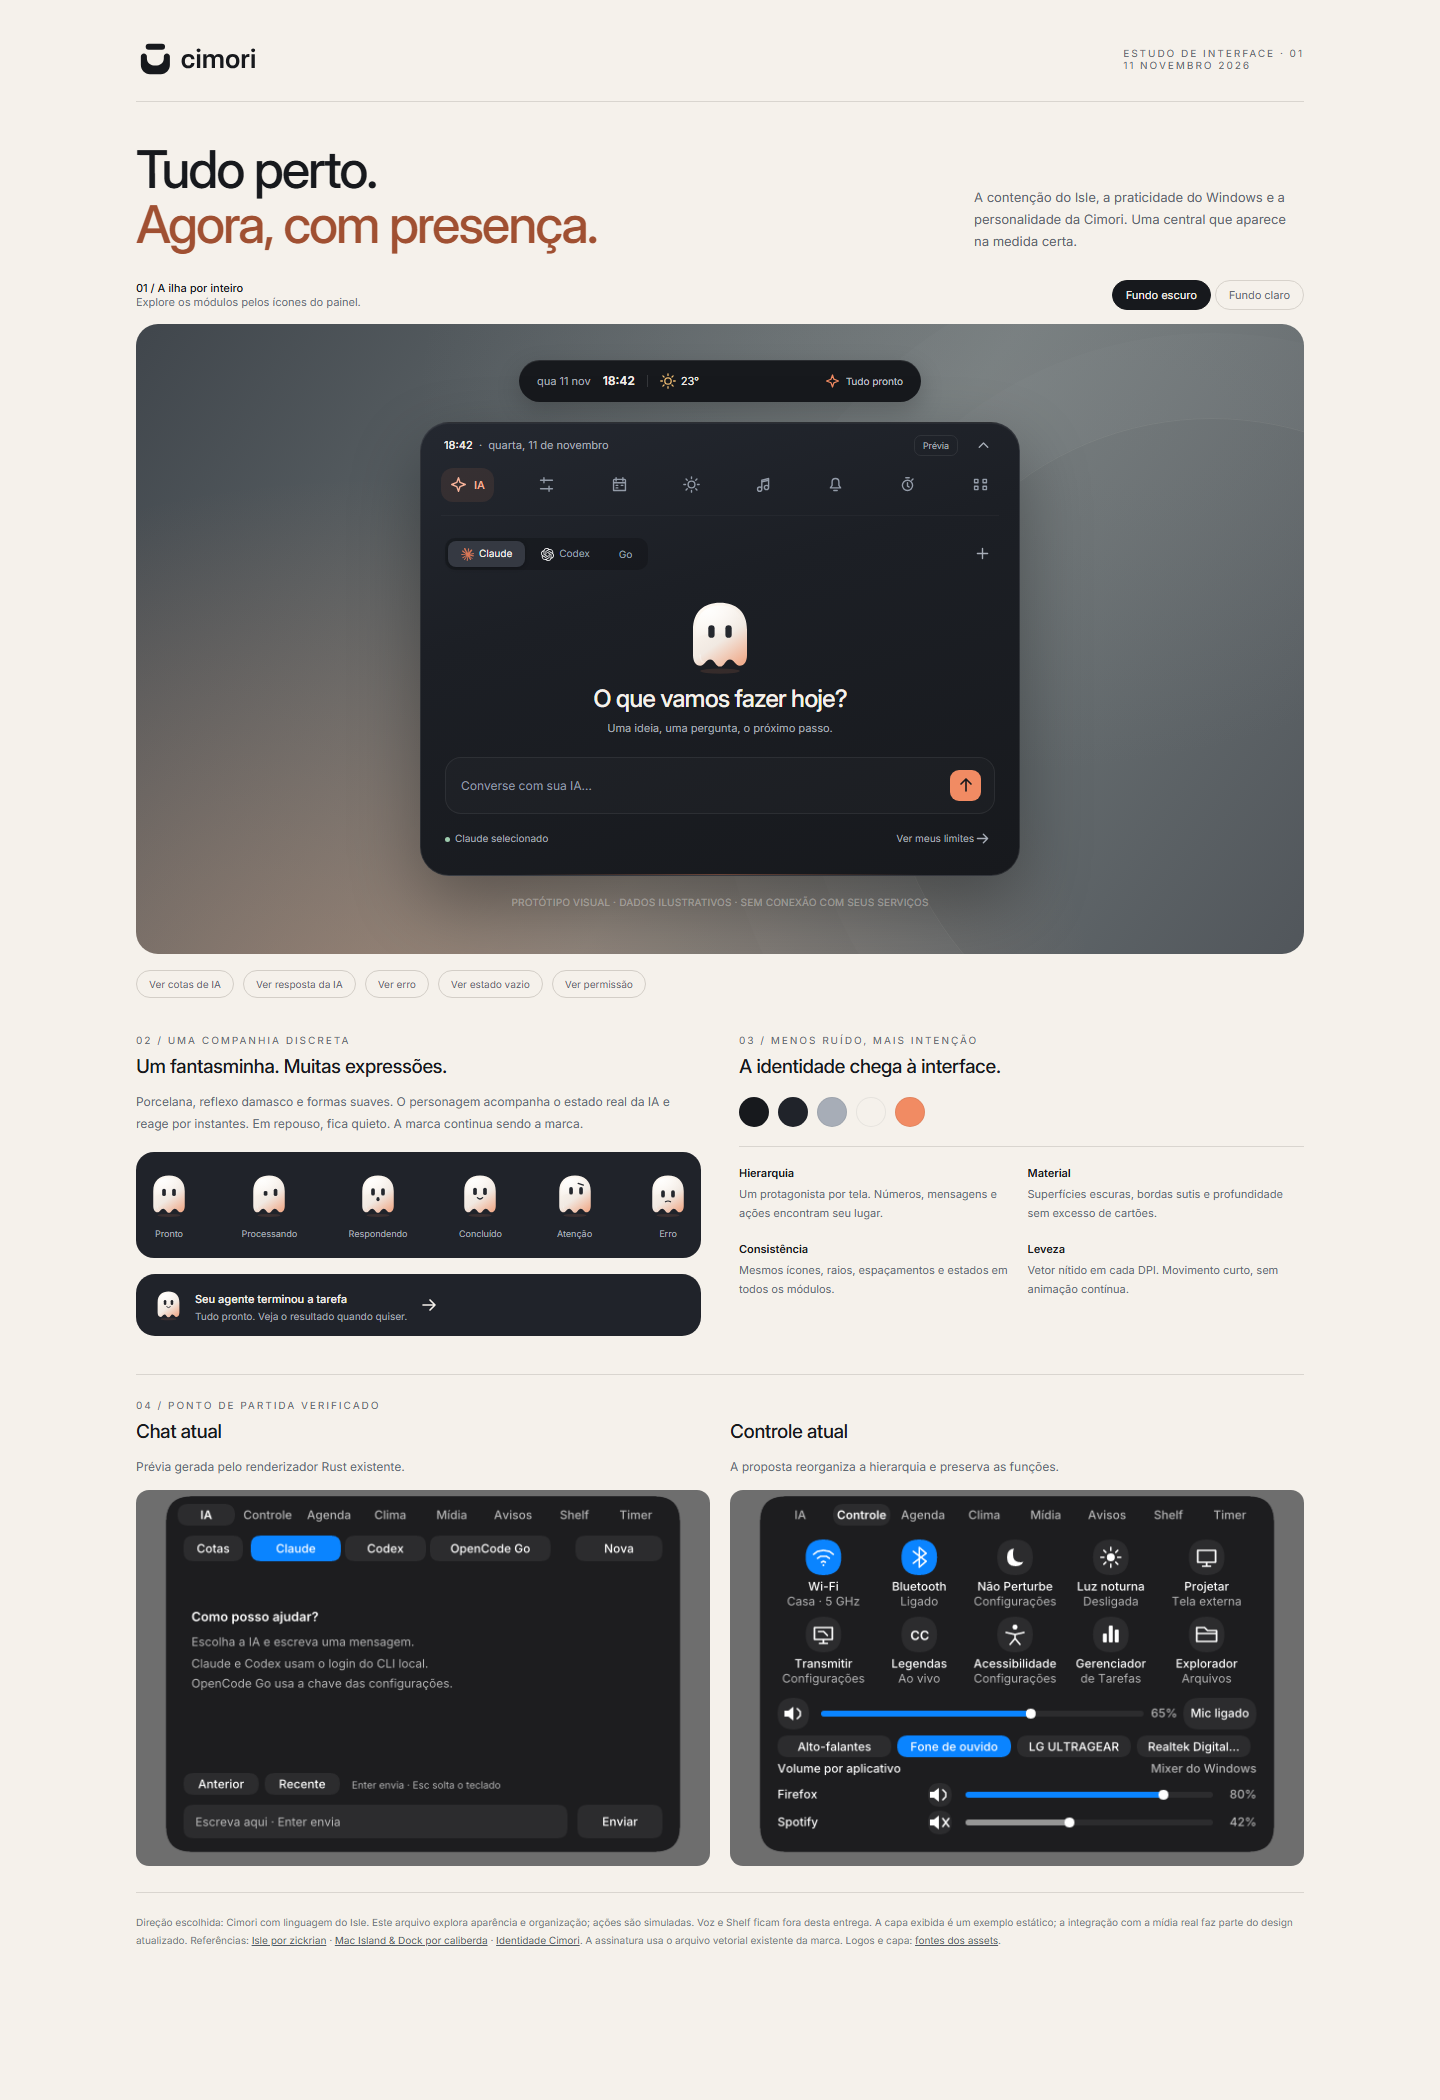 cimori
ESTUDO DE INTERFACE · 01
11 NOVEMBRO 2026
Tudo perto.
Agora, com presença.
A contenção do Isle, a praticidade do Windows e a
personalidade da Cimori. Uma central que aparece
na medida certa.
01 / A ilha por inteiro
Explore os módulos pelos ícones do painel.
Fundo escuro
Fundo claro
qua 11 nov 18:42 23° Tudo pronto
18:42 · quarta, 11 de novembro
Prévia
IA
Claude
Codex
Go
O que vamos fazer hoje?
Uma ideia, uma pergunta, o próximo passo.
Converse com sua IA...
Claude selecionado
Ver meus limites
PROTÓTIPO VISUAL · DADOS ILUSTRATIVOS · SEM CONEXÃO COM SEUS SERVIÇOS
Ver cotas de IA
Ver resposta da IA
Ver erro
Ver estado vazio
Ver permissão
02 / UMA COMPANHIA DISCRETA
Um fantasminha. Muitas expressões.
Porcelana, reflexo damasco e formas suaves. O personagem acompanha o estado real da IA e
reage por instantes. Em repouso, fica quieto. A marca continua sendo a marca.
Pronto
Processando
Respondendo
Concluído
Atenção
Erro
Seu agente terminou a tarefa
Tudo pronto. Veja o resultado quando quiser.
03 / MENOS RUÍDO, MAIS INTENÇÃO
A identidade chega à interface.
Hierarquia
Um protagonista por tela. Números, mensagens e
ações encontram seu lugar.
Material
Superfícies escuras, bordas sutis e profundidade
sem excesso de cartões.
Consistência
Mesmos ícones, raios, espaçamentos e estados em
todos os módulos.
Leveza
Vetor nítido em cada DPI. Movimento curto, sem
animação contínua.
04 / PONTO DE PARTIDA VERIFICADO
Chat atual
Prévia gerada pelo renderizador Rust existente.
IA Controle Agenda Clima Mídia Avisos Shelf Timer
Cotas Claude Codex OpenCode Go Nova
Como posso ajudar?
Escolha a IA e escreva uma mensagem.
Claude e Codex usam o login do CLI local.
OpenCode Go usa a chave das configurações.
Anterior Recente Enter envia · Esc solta o teclado
Escreva aqui · Enter envia
Enviar
Controle atual
A proposta reorganiza a hierarquia e preserva as funções.
IA Controle Agenda Clima Mídia Avisos Shelf Timer
Wi-Fi Bluetooth Não Perturbe Luz noturna Projetar
Casa · 5 GHz Ligado Configurações Desligada Tela externa
CC
Transmitir Legendas Acessibilidade Gerenciador Explorador
Configurações Ao vivo Configurações de Tarefas Arquivos
65% Mic ligado
Alto-falantes Fone de ouvido LG ULTRAGEAR Realtek Digital...
Volume por aplicativo Mixer do Windows
Firefox 80%
Spotify 42%
Direção escolhida: Cimori com linguagem do Isle. Este arquivo explora aparência e organização; ações são simuladas. Voz e Shelf ficam fora desta entrega. A capa exibida é um exemplo estático; a integração com a mídia real faz parte do design
atualizado. Referências: Isle por zickrian · Mac Island & Dock por caliberda · Identidade Cimori. A assinatura usa o arquivo vetorial existente da marca. Logos e capa: fontes dos assets.